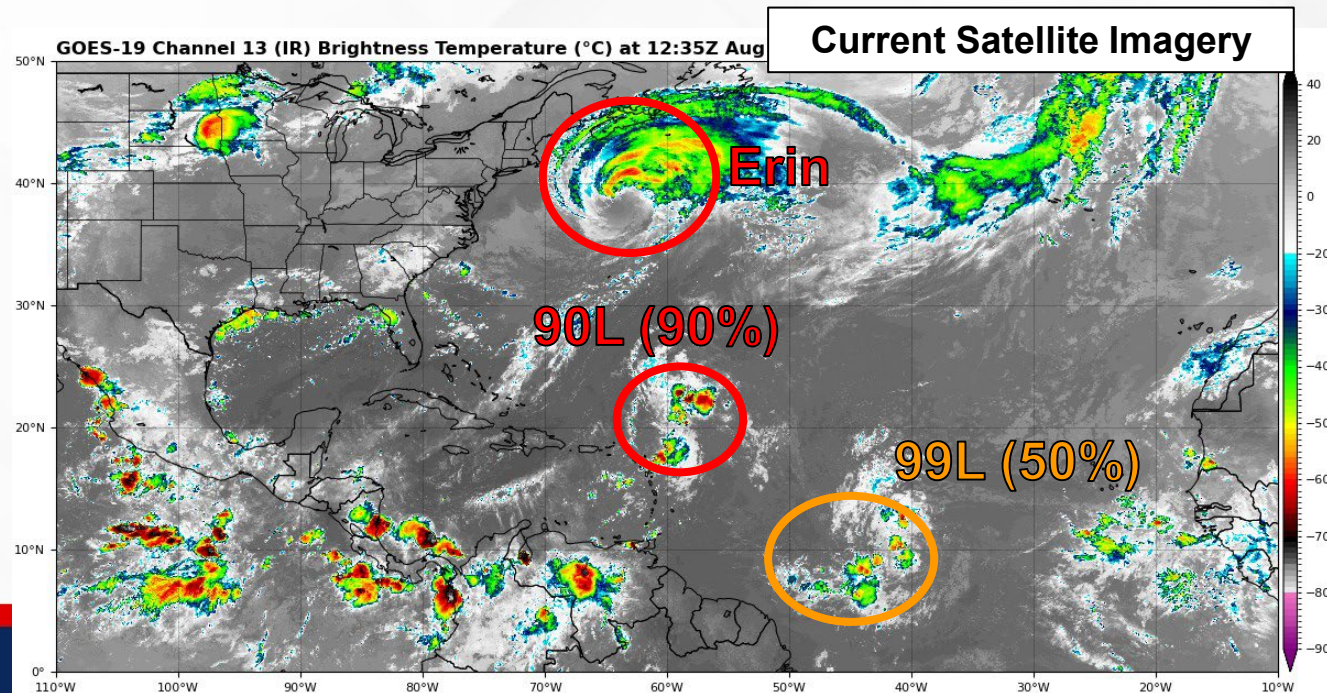 Current Satellite Imagery
GOES-19 Channel 13 (IR) Brightness Temperature (°C) at 12:35Z Aug
50°N
40°N
30°N
20°N
10°N
0°
Erin
90L (90%)
99L (50%)
110°W 100°W 90°W 80°W 70°W 60°W 50°W 40°W 30°W 20°W 10°W
40
20
0
−20
−30
−40
−50
−60
−70
−80
−90